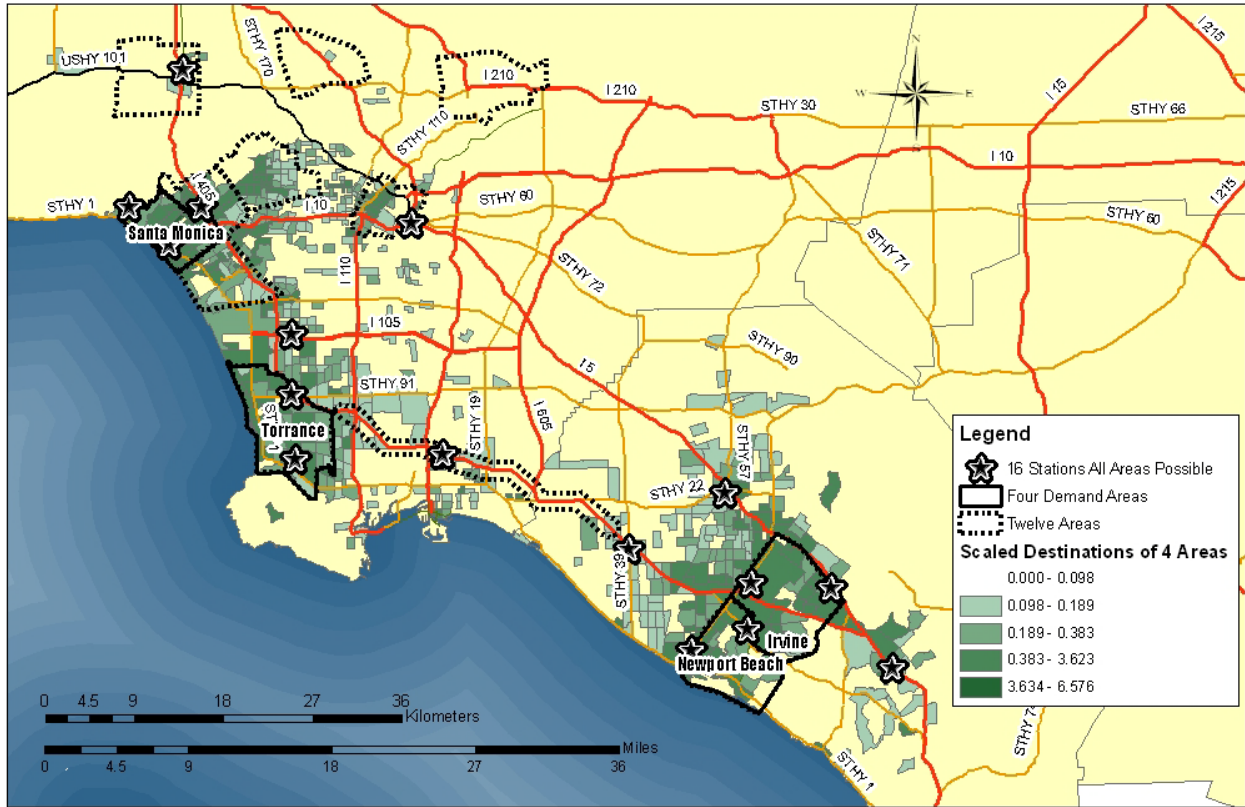 USHY 101
STHY 170
I 210
I 210
STHY 110
STHY 30
I 15
I 215
STHY 66
N
W
E
I 10
STHY 1
I 405
I 10
STHY 60
STHY 60
I 215
Santa Monica
STHY 71
I 110
STHY 72
I 105
STHY 90
I 5
STHY 91
STHY 19
I 605
Torrance
STHY 57
STHY 22
STHY 39
Irvine
Newport Beach
STHY 1
Legend
16 Stations All Areas Possible
Four Demand Areas
Twelve Areas
Scaled Destinations of 4 Areas
0.000 - 0.098
0.098 - 0.189
0.189 - 0.383
0.383 - 3.623
3.634 - 6.576
0 4.5 9 18 27 36
Kilometers
Miles
0 4.5 9 18 27 36